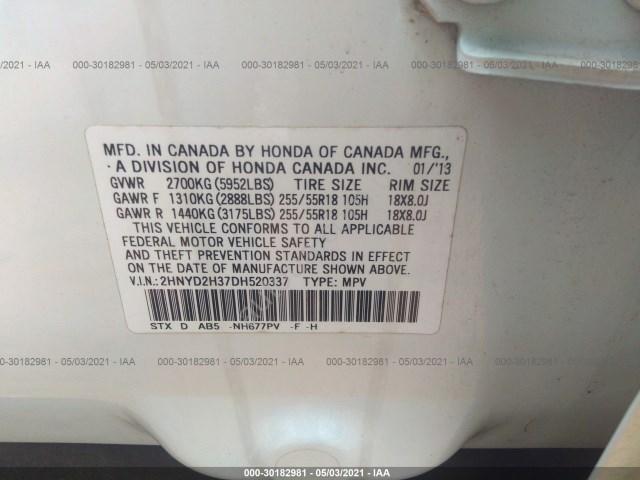 5/03/2021 - IAA 000-30182981 - 05/03/2021 - IAA 000-30182981 - 05/03/2021 - IAA 000-30182981 - 05/03/
MFD. IN CANADA BY HONDA OF CANADA MFG.,
A DIVISION OF HONDA CANADA INC. 01/'13
GVWR 2700KG (5952LBS) TIRE SIZE RIM SIZE
GAWR F 1310KG (2888LBS) 255/55R18 105H 18X8.0J
GAWR R 1440KG (3175LBS) 255/55R18 105H 18X8.0J
THIS VEHICLE CONFORMS TO ALL APPLICABLE
FEDERAL MOTOR VEHICLE SAFETY
AND THEFT PREVENTION STANDARDS IN EFFECT
ON THE DATE OF MANUFACTURE SHOWN ABOVE.
V.I.N.: 2HNYD2H37DH520337 TYPE: MPV
STX D AB5 -NH677PV -F -H
/2021 - IAA 000-30182981 - 05/03/2021 - IAA 000-30182981 - 05/03/2021 - IAA 000-30182981 - 05/03/
000-30182981 - 05/03/2021 - IAA